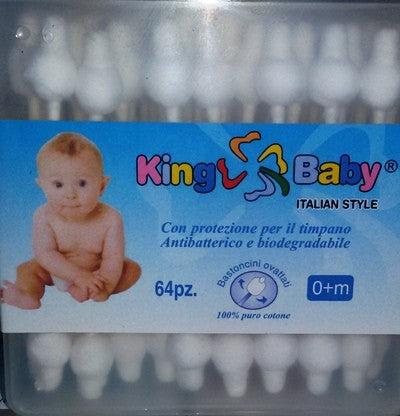 King Baby®
ITALIAN STYLE
Con protezione per il timpano
Antibatterico e biodegradabile
64pz.
Bastoncini ovattati
100% puro cotone
0+m